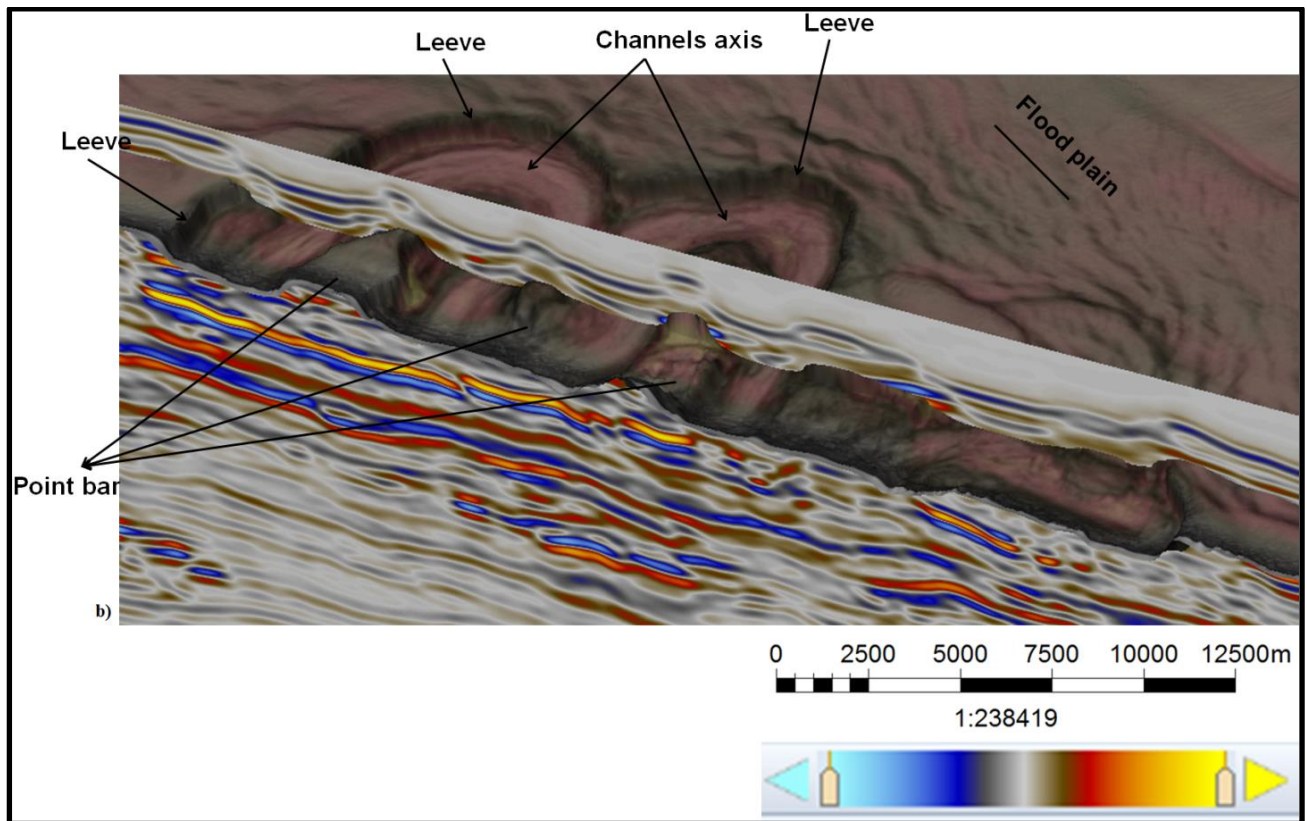 Leeve
Channels axis
Leeve
Leeve
Flood plain
Point bar
b)
0 2500 5000 7500 10000 12500m
1:238419